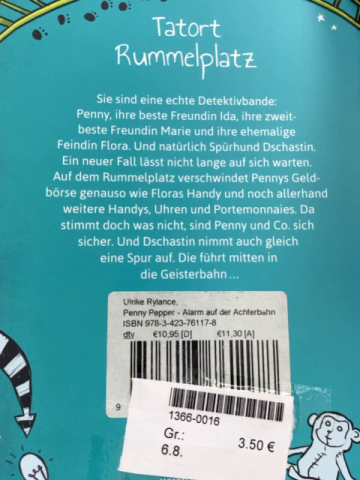 Tatort
Rummelplatz
Sie sind eine echte Detektivbande:
Penny, ihre beste Freundin Ida, ihre zweit-
beste Freundin Marie und ihre ehemalige
Feindin Flora. Und natürlich Spürhund Dschastin.
Ein neuer Fall lässt nicht lange auf sich warten.
Auf dem Rummelplatz verschwindet Pennys Geld-
börse genauso wie Floras Handy und noch allerhand
weitere Handys, Uhren und Portemonnaies. Da
stimmt doch was nicht, sind Penny und Co. sich
sicher. Und Dschastin nimmt auch gleich
eine Spur auf. Die führt mitten in
die Geisterbahn ...
Ulrike Rylance,
Penny Pepper - Alarm auf der Achterbahn
ISBN 978-3-423-76117-8
dtv €10,95 [D] €11,30 [A]
9
1366-0016
Gr.: 3.50 €
6.8.